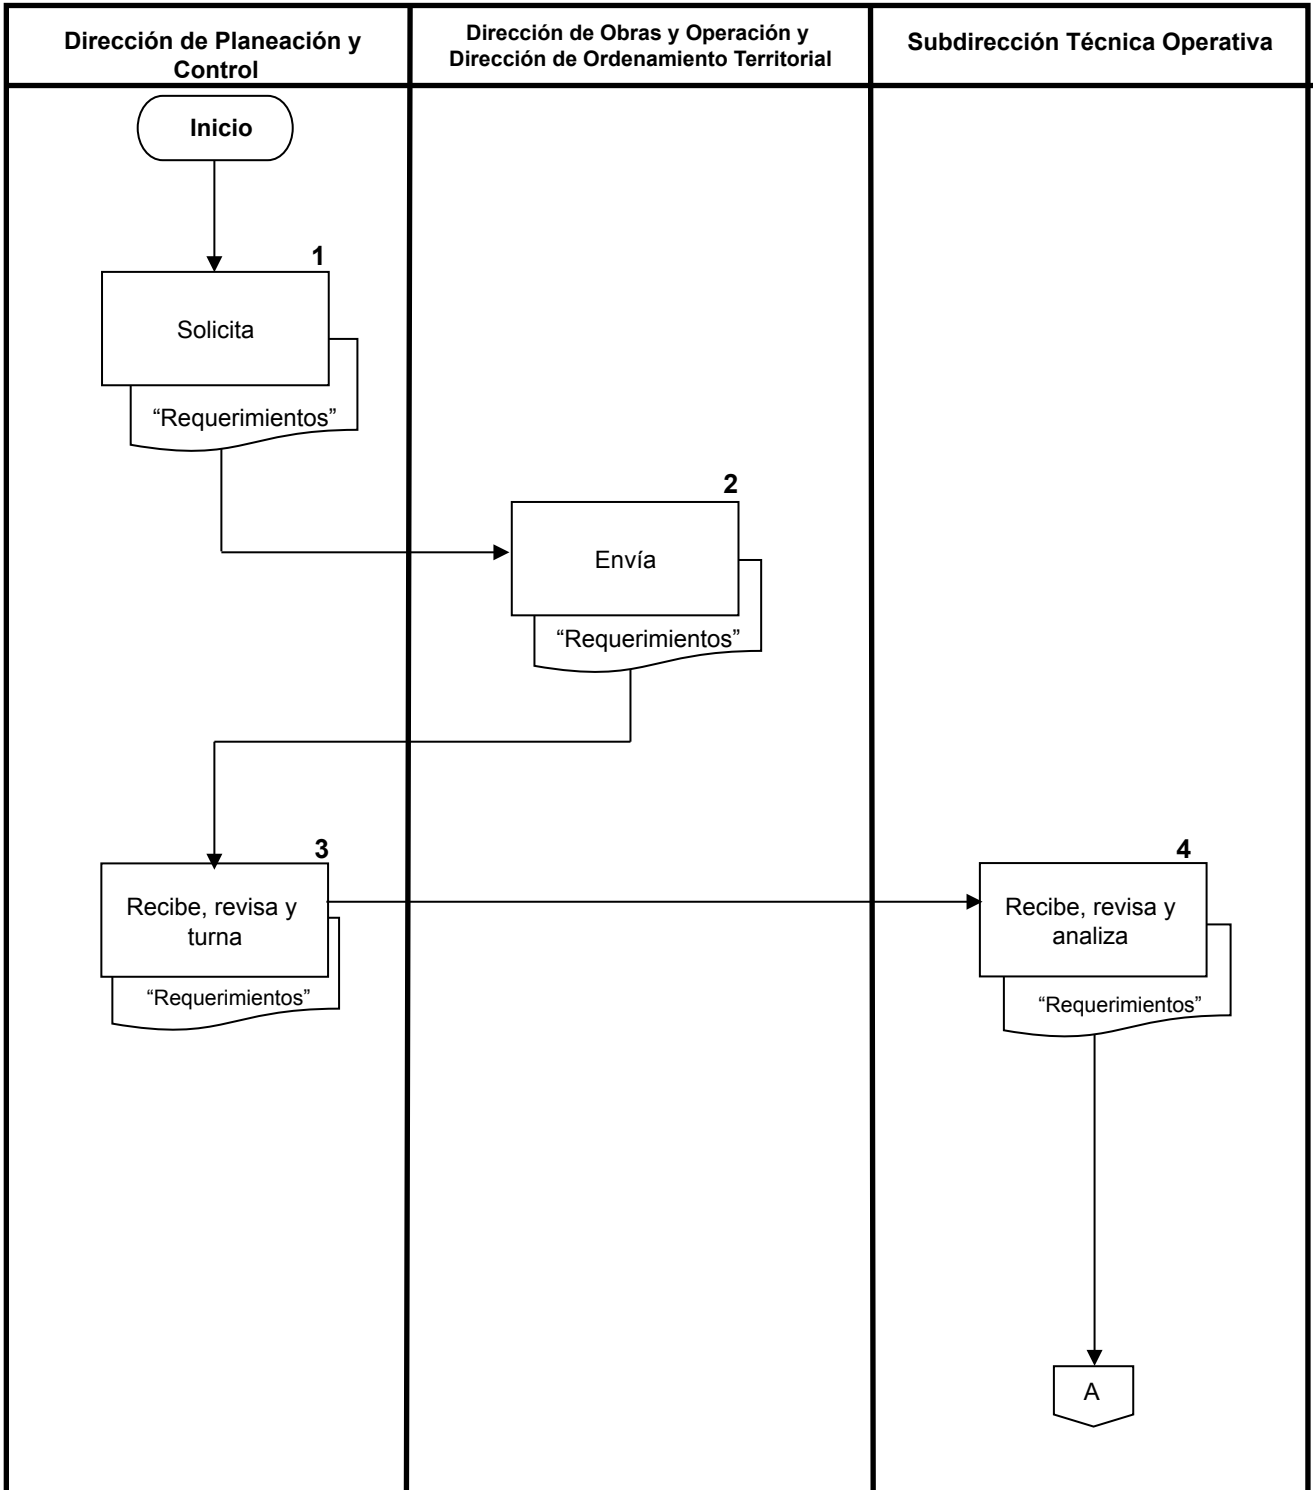 Dirección de Planeación y
Control
Dirección de Obras y Operación y
Dirección de Ordenamiento Territorial
Subdirección Técnica Operativa
Inicio
1
Solicita
“Requerimientos”
2
Envía
“Requerimientos”
3
Recibe, revisa y
turna
“Requerimientos”
4
Recibe, revisa y
analiza
“Requerimientos”
A